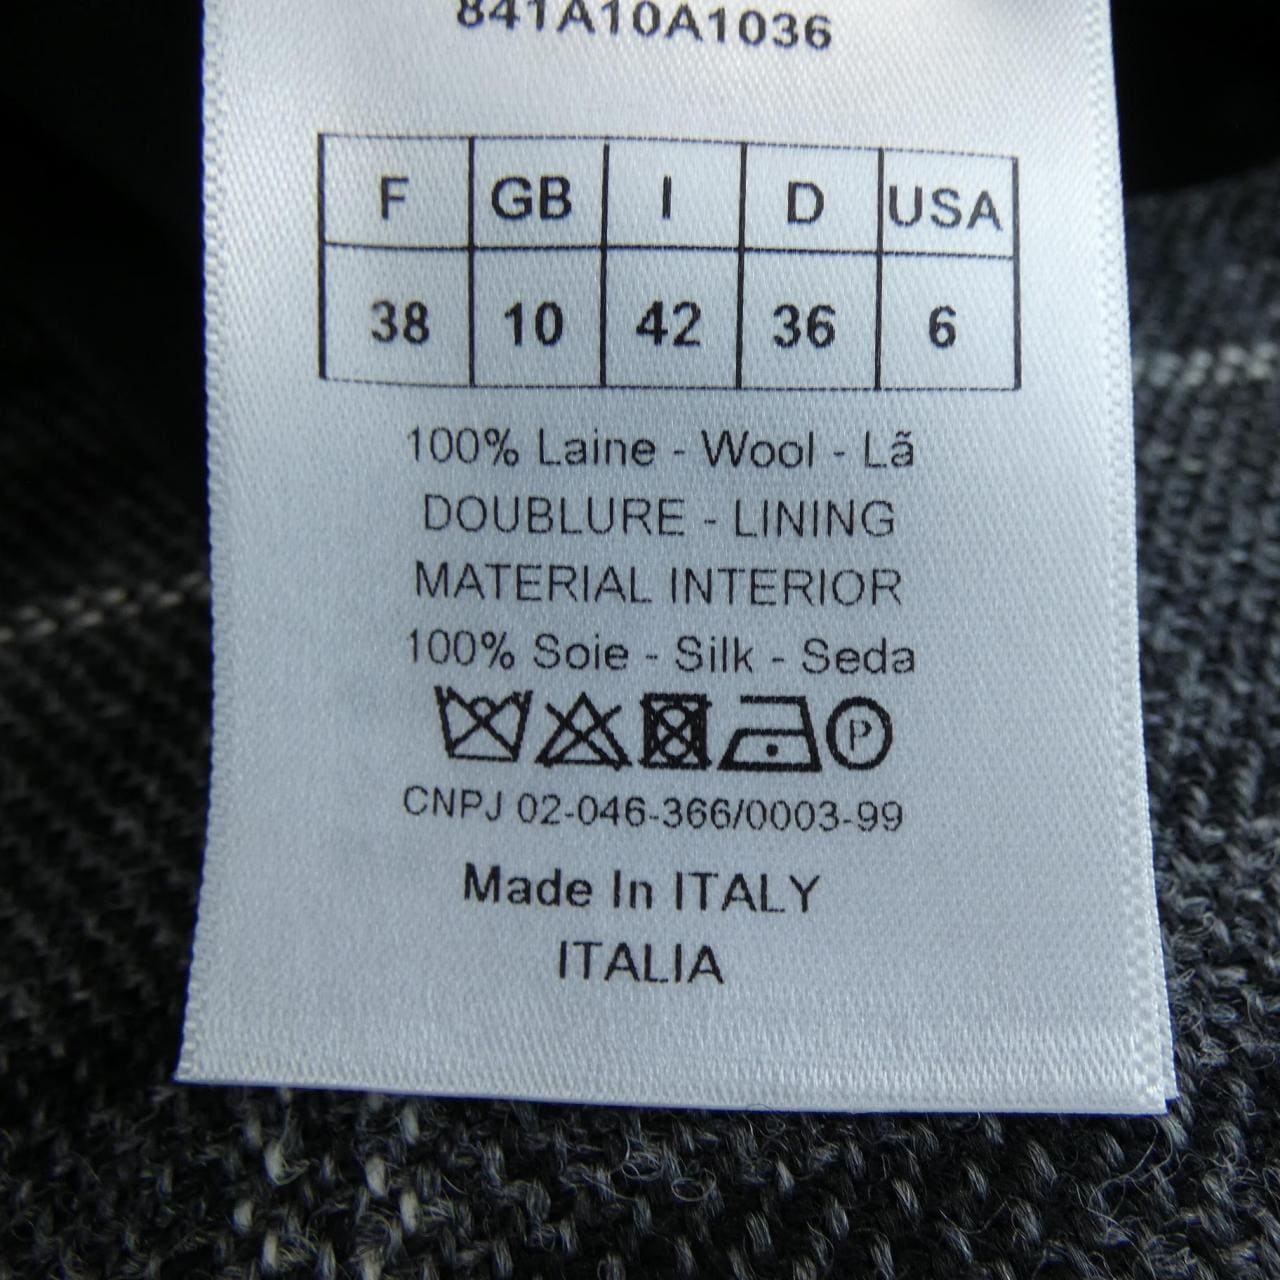 841A10A1036
F GB I D USA
38 10 42 36 6
100% Laine - Wool - Lã
DOUBLURE - LINING
MATERIAL INTERIOR
100% Soie - Silk - Seda
P
CNPJ 02-046-366/0003-99
Made In ITALY
ITALIA